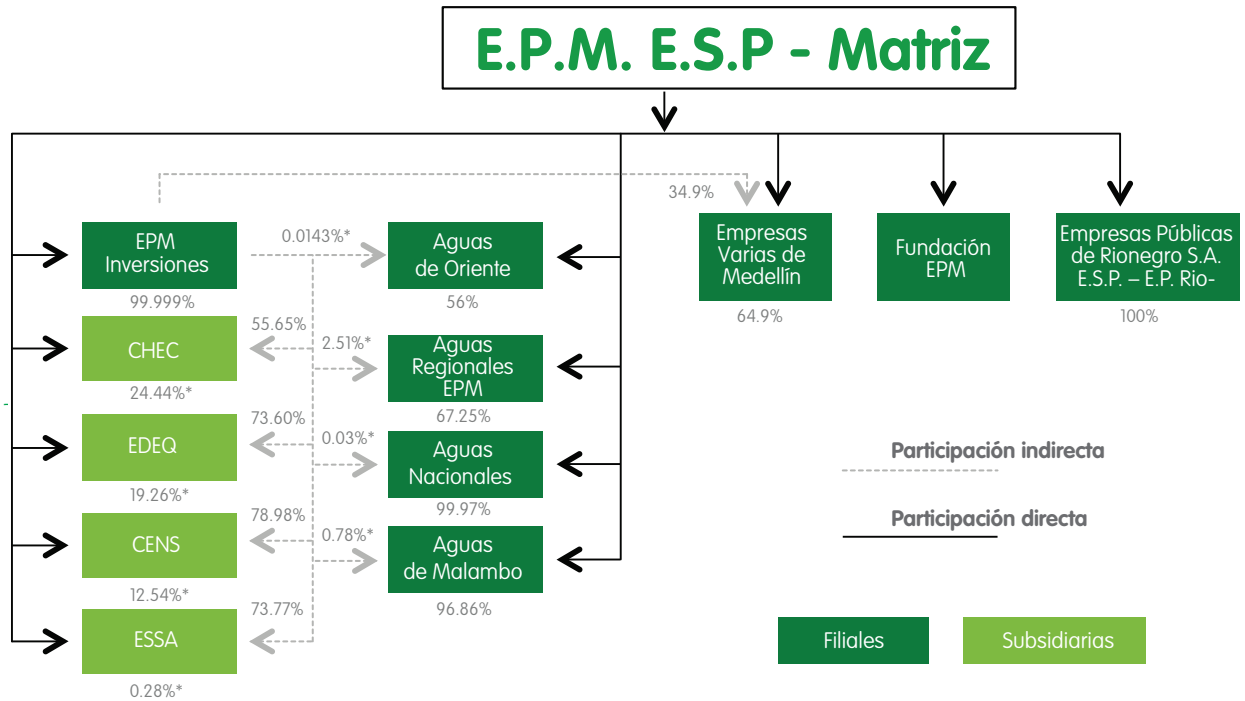 E.P.M. E.S.P - Matriz
34.9%
EPM
Inversiones
99.999%
0.0143%*
Aguas
de Oriente
56%
Empresas
Varias de
Medellín
64.9%
Fundación
EPM
Empresas Públicas
de Rionegro S.A.
E.S.P. – E.P. Rio-
100%
CHEC
24.44%*
55.65%
2.51%*
Aguas
Regionales
EPM
67.25%
EDEQ
19.26%*
73.60%
0.03%*
Aguas
Nacionales
99.97%
CENS
12.54%*
78.98%
0.78%*
Aguas
de Malambo
96.86%
ESSA
0.28%*
73.77%
Participación indirecta
Participación directa
Filiales
Subsidiarias